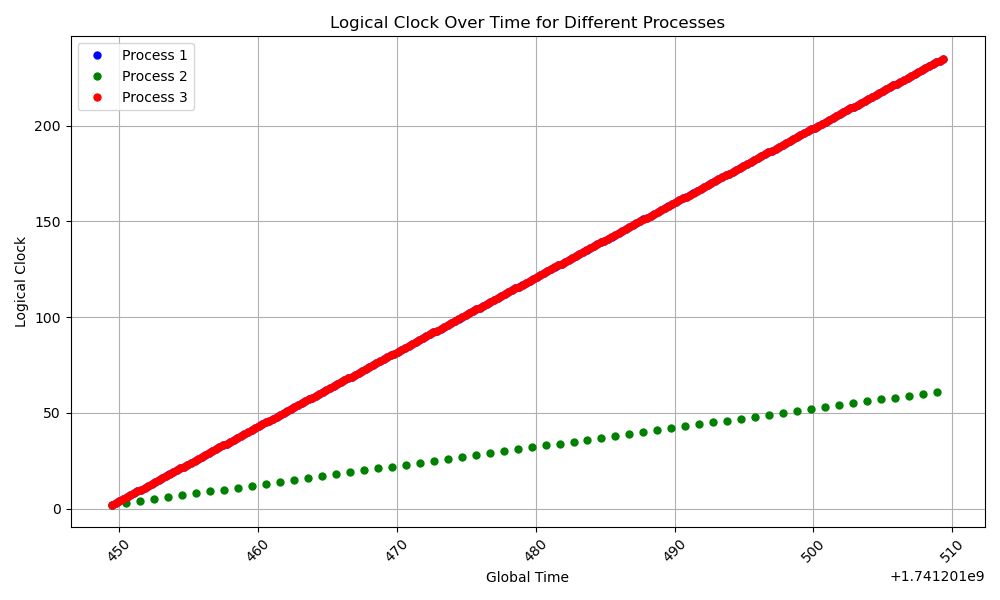 Logical Clock Over Time for Different Processes
Process 1
Process 2
Process 3
Logical Clock
200
150
100
50
0
450
460
470
480
490
500
510
Global Time
+1.741201e9